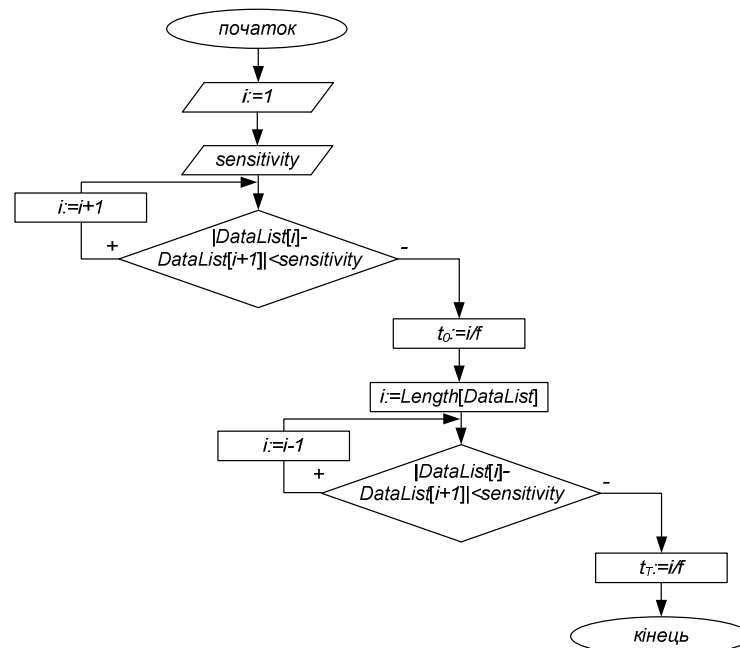 початок
i:=1
sensitivity
i:=i+1
+
|DataList[i]-
DataList[i+1]|<sensitivity
-
t₀:=i/f
i:=Length[DataList]
i:=i-1
+
|DataList[i]-
DataList[i+1]|<sensitivity
-
tT:=i/f
кінець